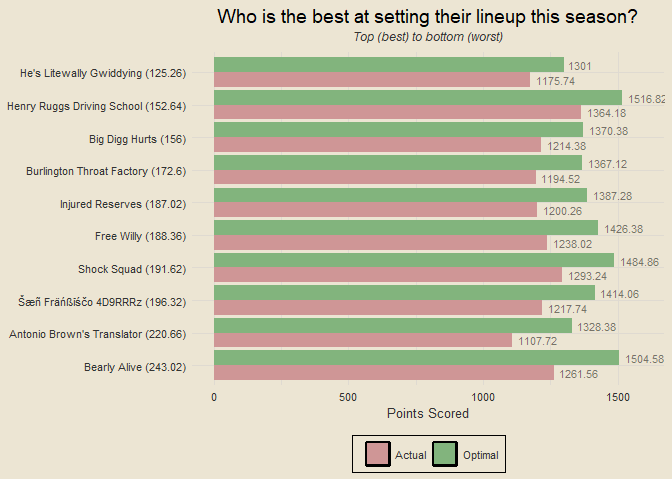 Who is the best at setting their lineup this season?
Top (best) to bottom (worst)
He's Litewally Gwiddying (125.26)
1301
1175.74
Henry Ruggs Driving School (152.64)
1516.82
1364.18
Big Digg Hurts (156)
1370.38
1214.38
Burlington Throat Factory (172.6)
1367.12
1194.52
Injured Reserves (187.02)
1387.28
1200.26
Free Willy (188.36)
1426.38
1238.02
Shock Squad (191.62)
1484.86
1293.24
Šæñ Fräńßïśčo 4D9RRRz (196.32)
1414.06
1217.74
Antonio Brown's Translator (220.66)
1328.38
1107.72
Bearly Alive (243.02)
1504.58
1261.56
0 500 1000 1500
Points Scored
Actual Optimal